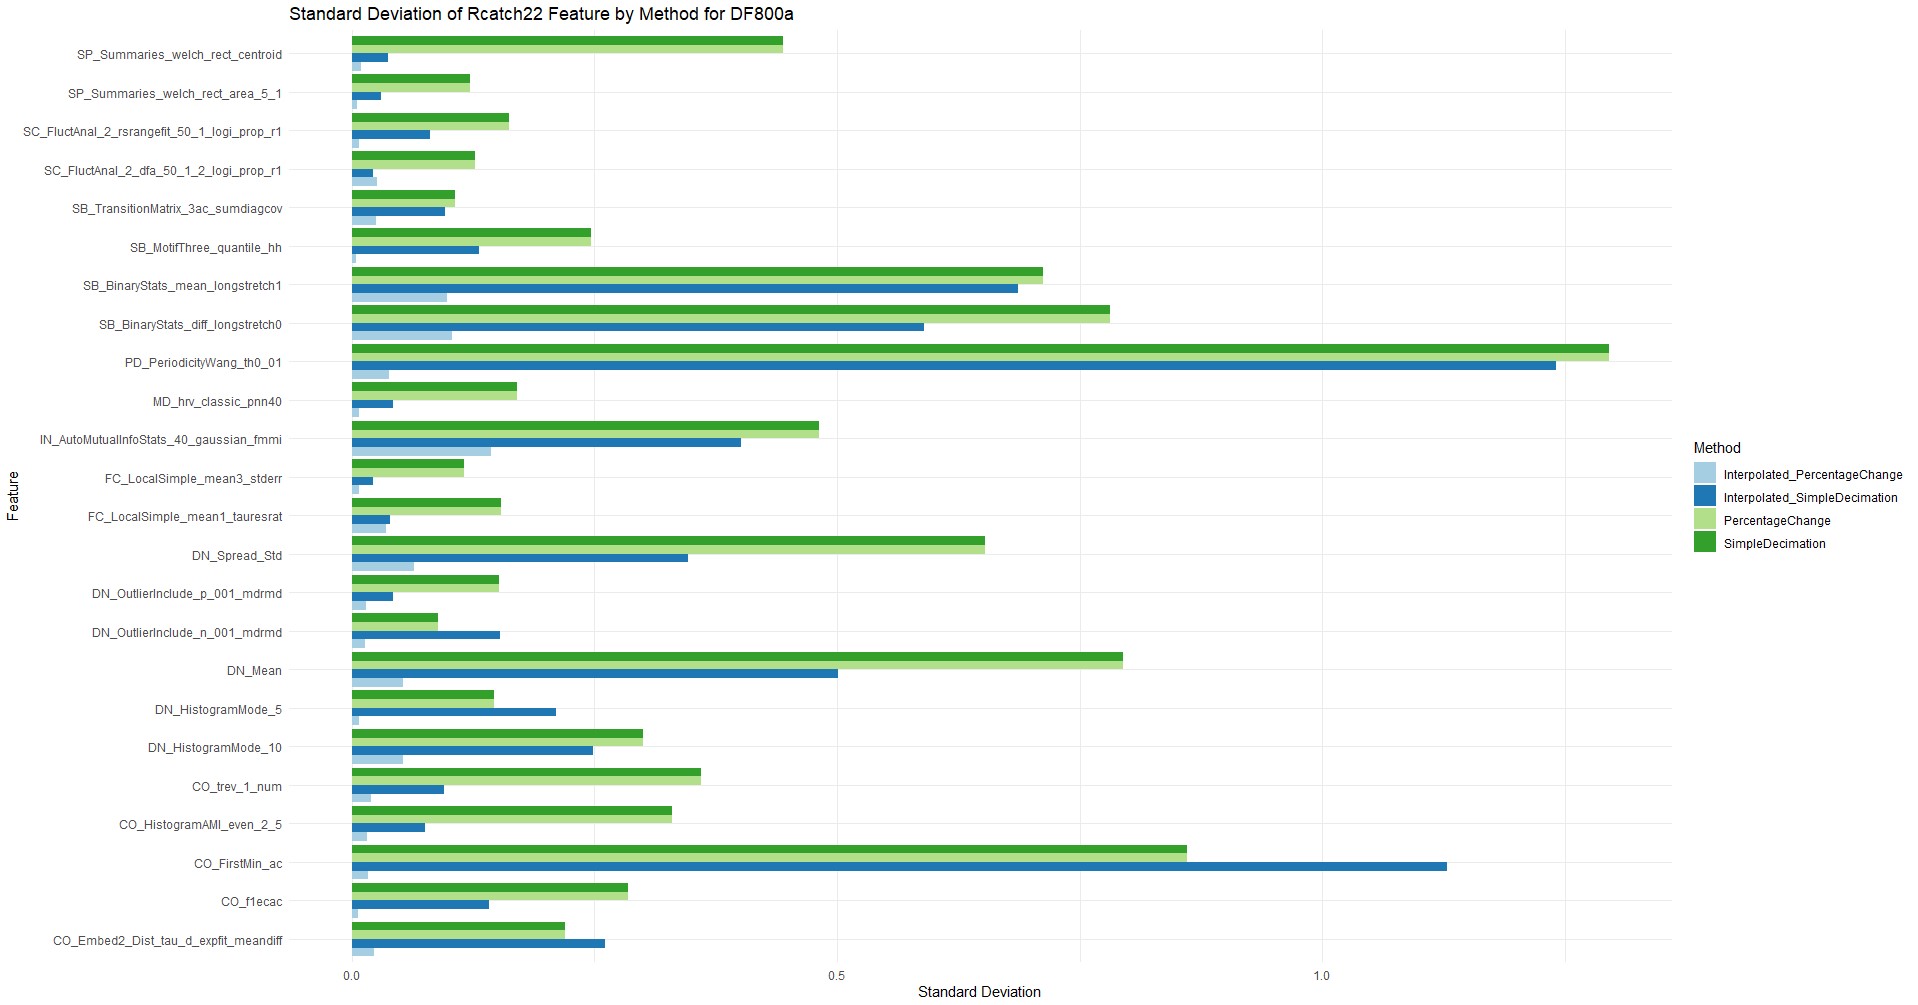 Standard Deviation of Rcatch22 Feature by Method for DF800a
SP_Summaries_welch_rect_centroid
SP_Summaries_welch_rect_area_5_1
SC_FluctAnal_2_rsrangefit_50_1_logi_prop_r1
SC_FluctAnal_2_dfa_50_1_2_logi_prop_r1
SB_TransitionMatrix_3ac_sumdiagcov
SB_MotifThree_quantile_hh
SB_BinaryStats_mean_longstretch1
SB_BinaryStats_diff_longstretch0
PD_PeriodicityWang_th0_01
MD_hrv_classic_pnn40
IN_AutoMutualInfoStats_40_gaussian_fmmi
FC_LocalSimple_mean3_stderr
FC_LocalSimple_mean1_tauresrat
DN_Spread_Std
DN_OutlierInclude_p_001_mdrmd
DN_OutlierInclude_n_001_mdrmd
DN_Mean
DN_HistogramMode_5
DN_HistogramMode_10
CO_trev_1_num
CO_HistogramAMI_even_2_5
CO_FirstMin_ac
CO_f1ecac
CO_Embed2_Dist_tau_d_expfit_meandiff
Feature
0.0
0.5
1.0
Standard Deviation
Method
Interpolated_PercentageChange
Interpolated_SimpleDecimation
PercentageChange
SimpleDecimation